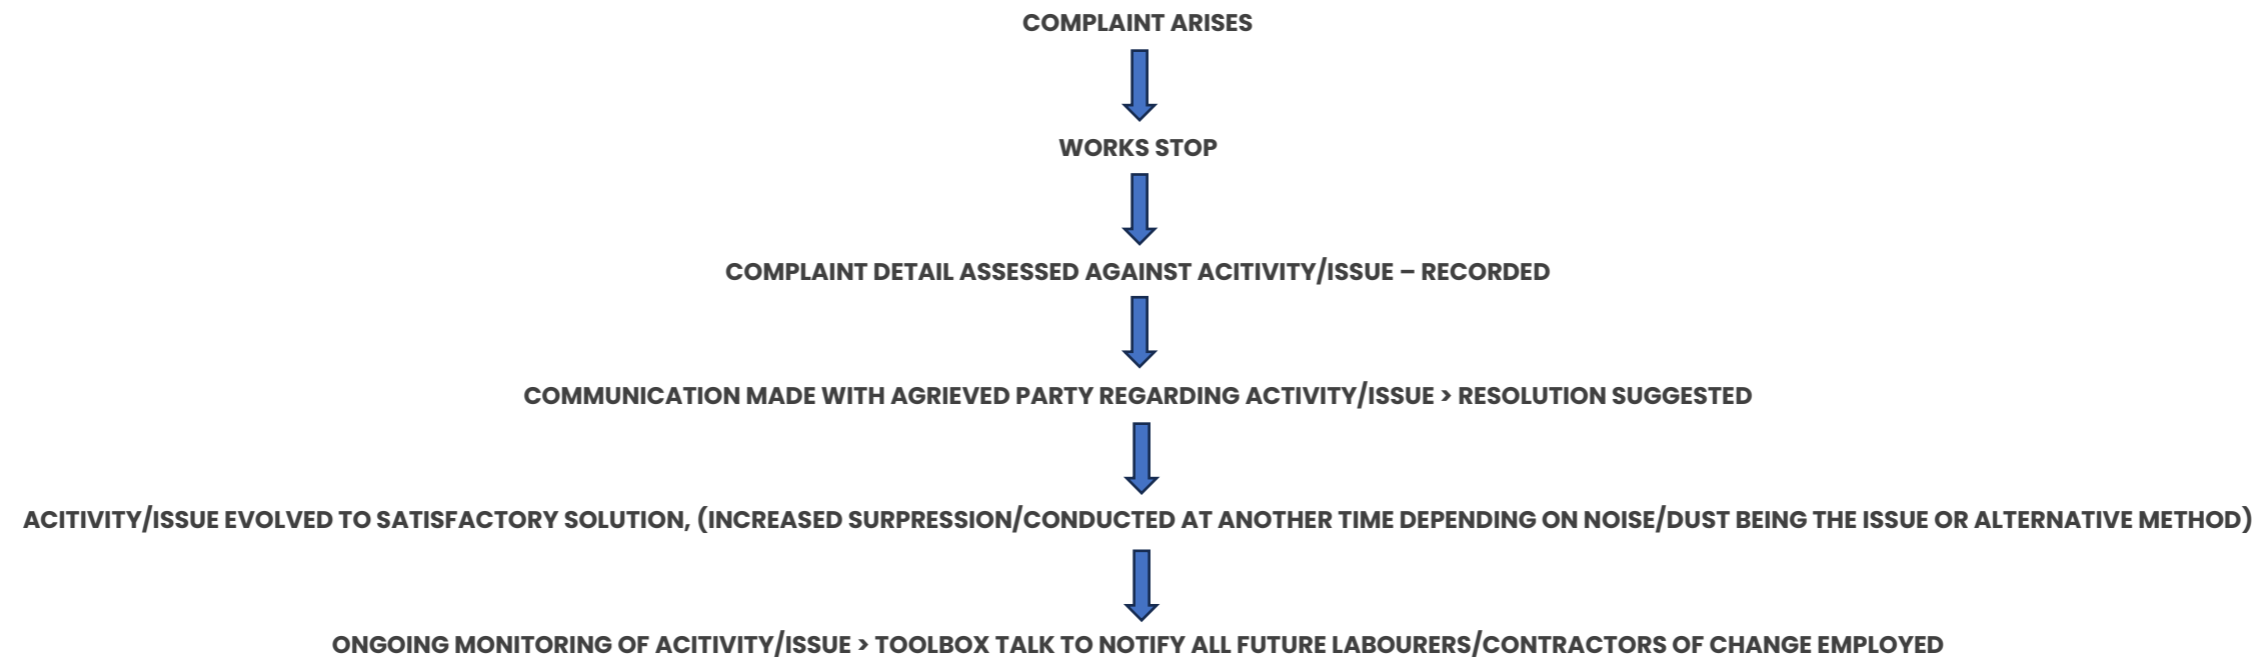 COMPLAINT ARISES
WORKS STOP
COMPLAINT DETAIL ASSESSED AGAINST ACITIVITY/ISSUE – RECORDED
COMMUNICATION MADE WITH AGRIEVED PARTY REGARDING ACTIVITY/ISSUE > RESOLUTION SUGGESTED
ACITIVITY/ISSUE EVOLVED TO SATISFACTORY SOLUTION, (INCREASED SURPRESSION/CONDUCTED AT ANOTHER TIME DEPENDING ON NOISE/DUST BEING THE ISSUE OR ALTERNATIVE METHOD)
ONGOING MONITORING OF ACITIVITY/ISSUE > TOOLBOX TALK TO NOTIFY ALL FUTURE LABOURERS/CONTRACTORS OF CHANGE EMPLOYED